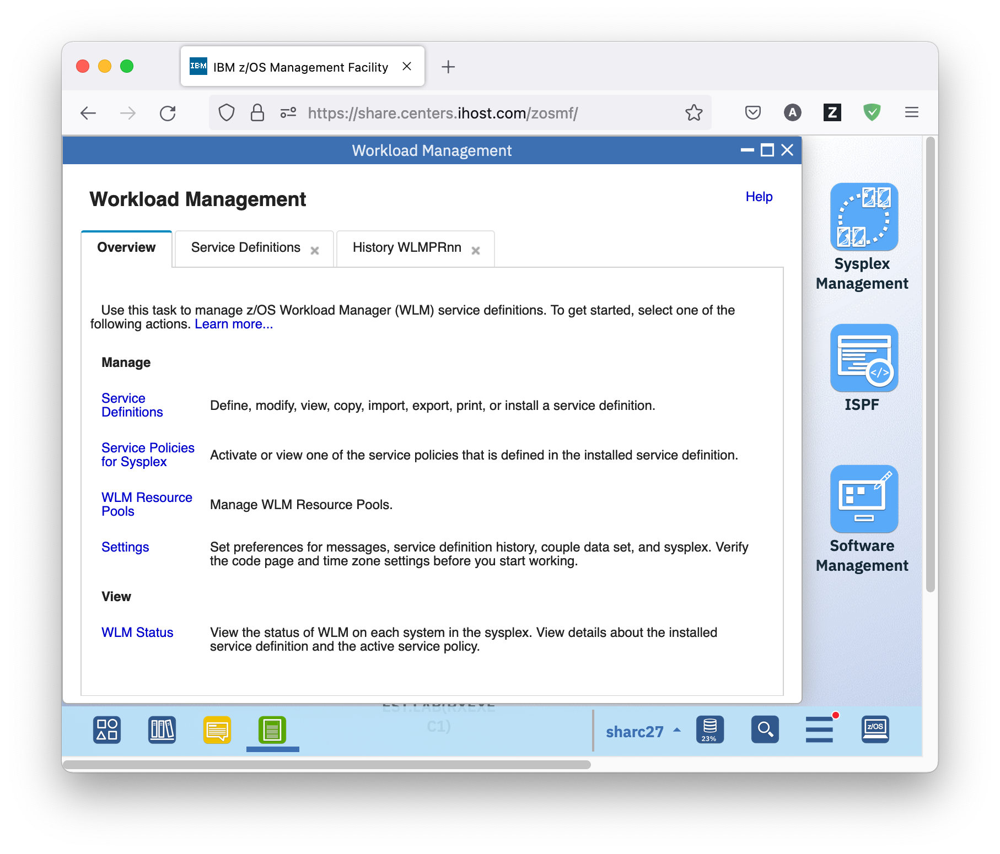 IBM
IBM z/OS Management Facility
https://share.centers.ihost.com/zosmf/
A
Z
Workload Management
Workload Management
Help
Overview
Service Definitions
History WLMPRnn
Use this task to manage z/OS Workload Manager (WLM) service definitions. To get started, select one of the
following actions. Learn more...
Manage
Service
Definitions
Define, modify, view, copy, import, export, print, or install a service definition.
Service Policies
for Sysplex
Activate or view one of the service policies that is defined in the installed service definition.
WLM Resource
Pools
Manage WLM Resource Pools.
Settings
Set preferences for messages, service definition history, couple data set, and sysplex. Verify
the code page and time zone settings before you start working.
View
WLM Status
View the status of WLM on each system in the sysplex. View details about the installed
service definition and the active service policy.
Sysplex
Management
</>
ISPF
Software
Management
C1)
sharc27
23%
z/OS